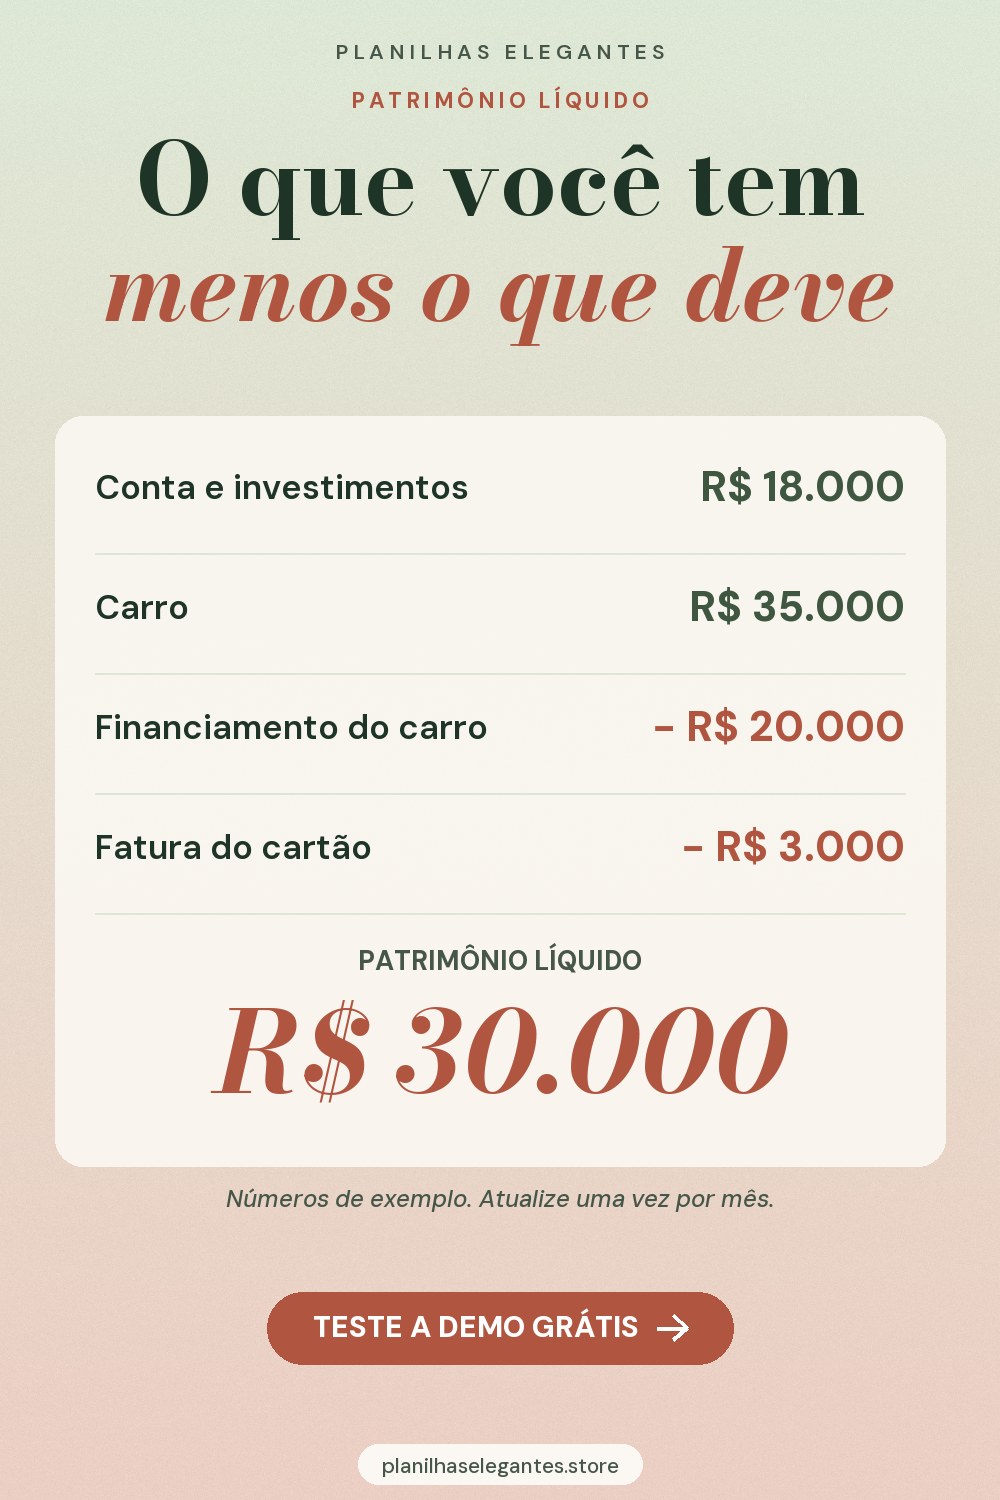 PLANILHAS ELEGANTES
PATRIMÔNIO LÍQUIDO
O que você tem
menos o que deve
Conta e investimentos R$ 18.000
Carro R$ 35.000
Financiamento do carro – R$ 20.000
Fatura do cartão – R$ 3.000
PATRIMÔNIO LÍQUIDO
R$ 30.000
Números de exemplo. Atualize uma vez por mês.
TESTE A DEMO GRÁTIS →
planilhaselegantes.store